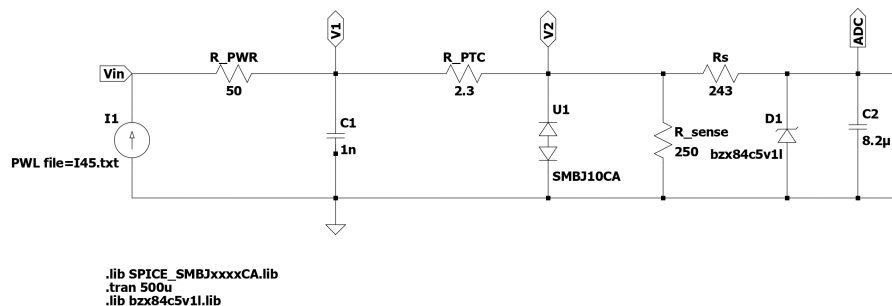 V1
V2
ADC
Vin
R_PWR
50
R_PTC
2.3
Rs
243
I1
PWL file=I45.txt
C1
1n
U1
SMBJ10CA
R_sense
250
D1
bzx84c5v1l
C2
8.2µ
.lib SPICE_SMBJxxxxCA.lib
.tran 500u
.lib bzx84c5v1l.lib